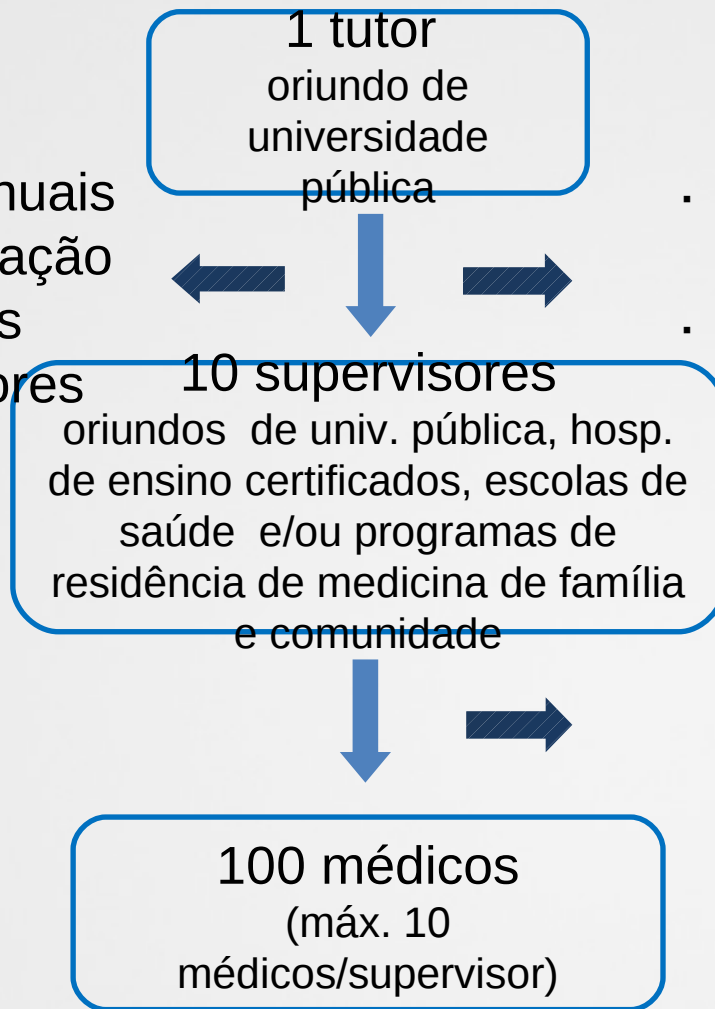 1 tutor
oriundo de
universidade
pública
10 supervisores
oriundos de univ. pública, hosp.
de ensino certificados, escolas de
saúde e/ou programas de
residência de medicina de família
e comunidade
100 médicos
(máx. 10
médicos/supervisor)